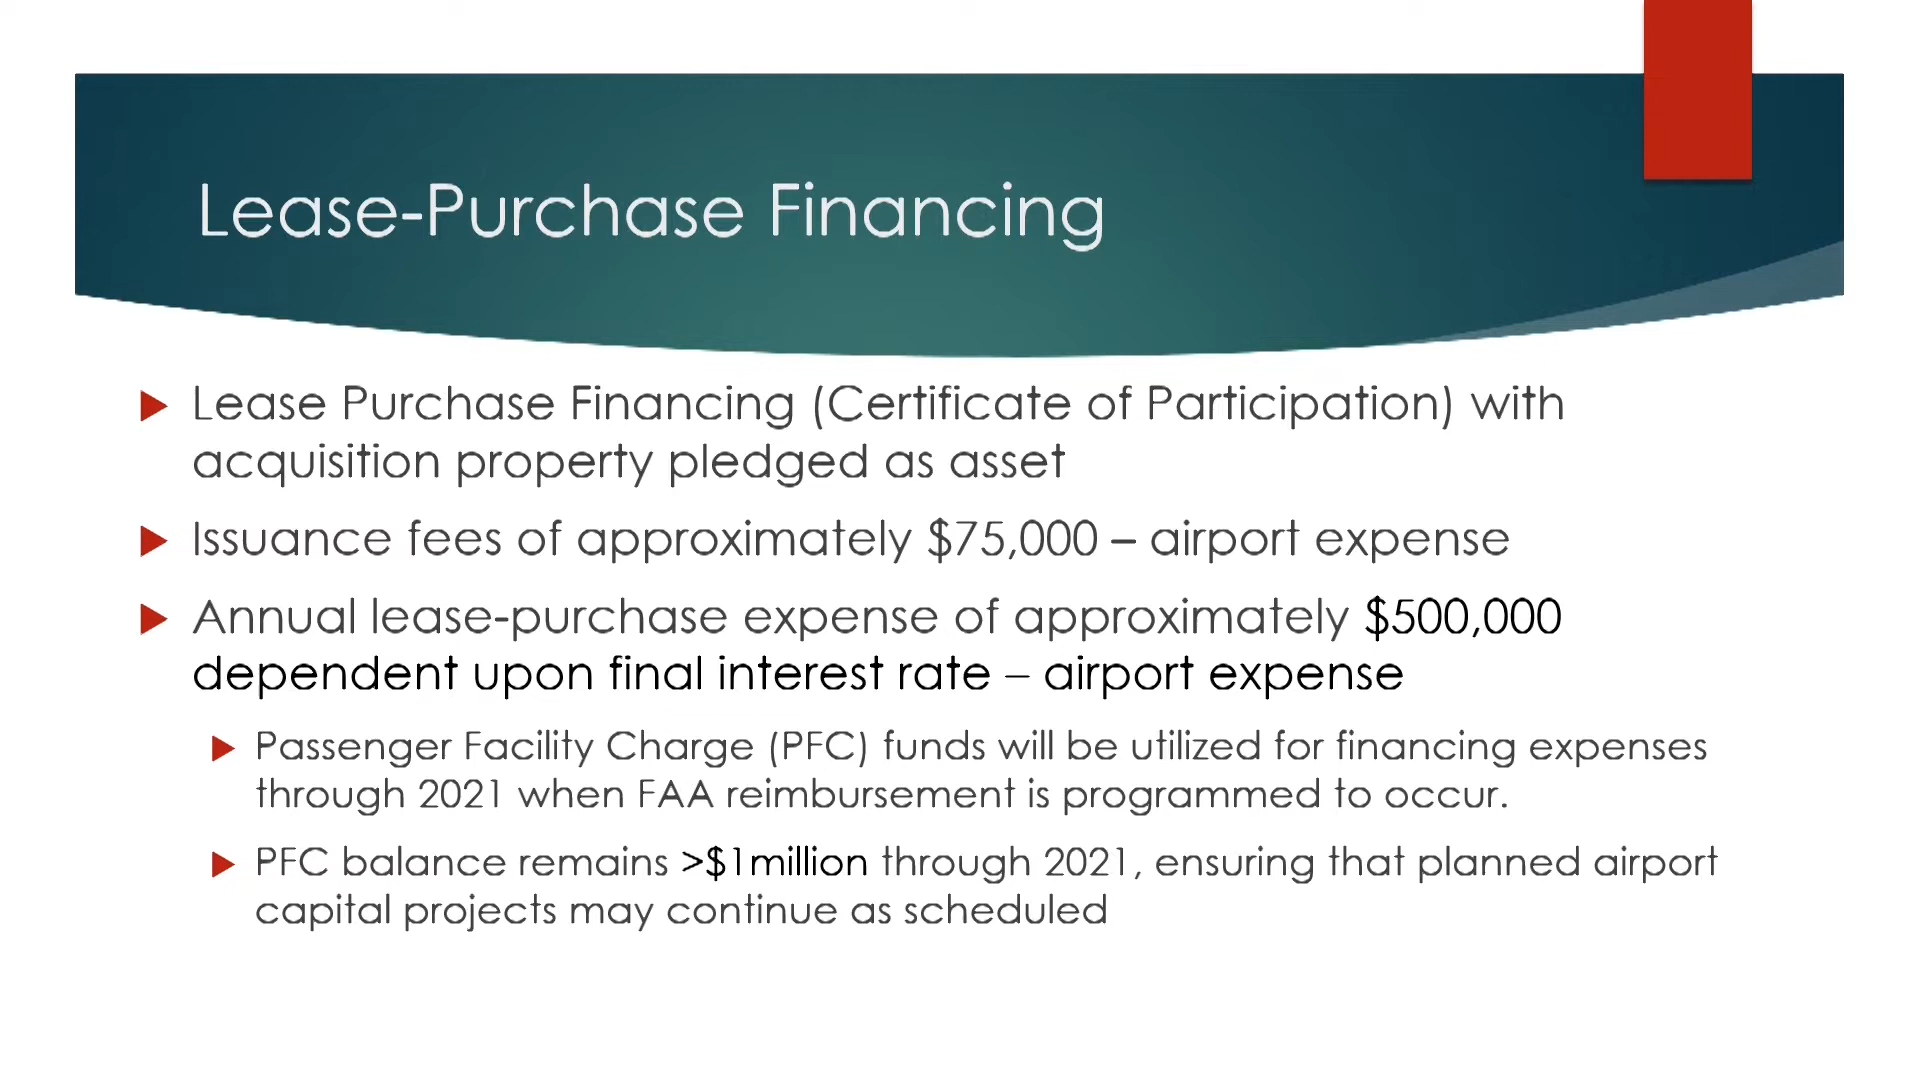 Lease-Purchase Financing
Lease Purchase Financing (Certificate of Participation) with
acquisition property pledged as asset
Issuance fees of approximately $75,000 – airport expense
Annual lease-purchase expense of approximately $500,000
dependent upon final interest rate – airport expense
Passenger Facility Charge (PFC) funds will be utilized for financing expenses
through 2021 when FAA reimbursement is programmed to occur.
PFC balance remains >$1million through 2021, ensuring that planned airport
capital projects may continue as scheduled